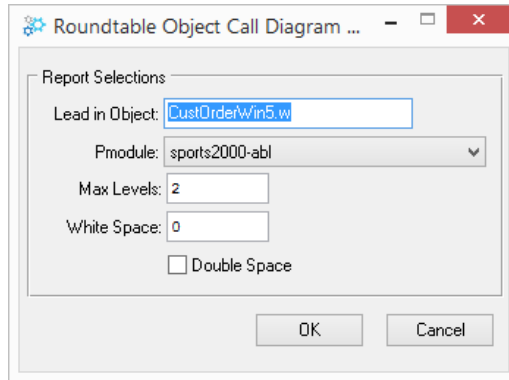 Roundtable Object Call Diagram ...
Report Selections
Lead in Object: CustOrderWin5.w
Pmodule: sports2000-abl
Max Levels: 2
White Space: 0
Double Space
OK Cancel